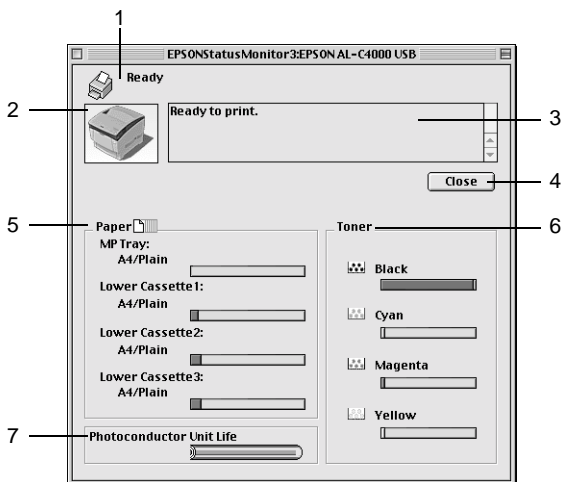 1
EPSONStatusMonitor3:EPSON AL-C4000 USB
Ready
2
Ready to print.
3
Close
4
5
Paper
Toner
6
MP Tray:
A4/Plain
Lower Cassette1:
A4/Plain
Lower Cassette2:
A4/Plain
Lower Cassette3:
A4/Plain
Black
Cyan
Magenta
Yellow
7
Photoconductor Unit Life